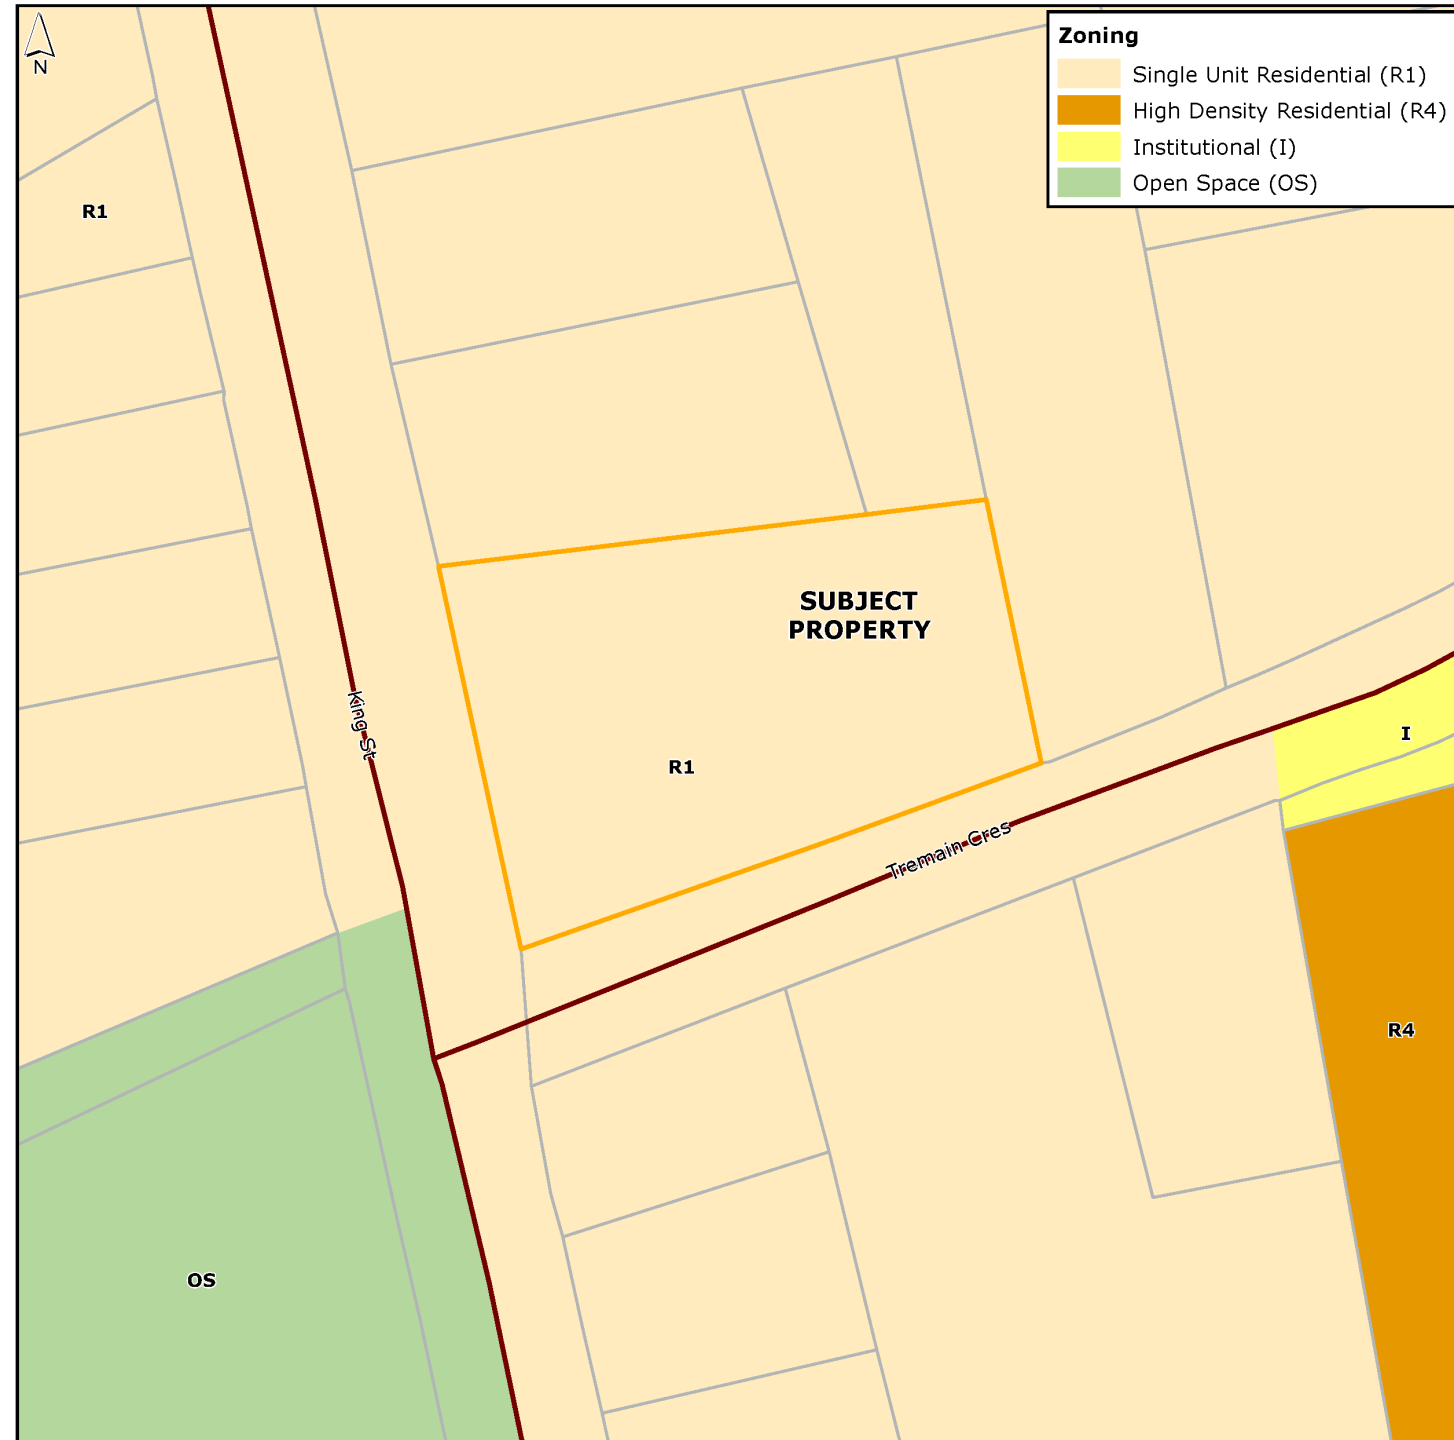 N
Zoning
Single Unit Residential (R1)
High Density Residential (R4)
Institutional (I)
Open Space (OS)
R1
SUBJECT
PROPERTY
King St
I
R1
Tremain Cres
R4
OS